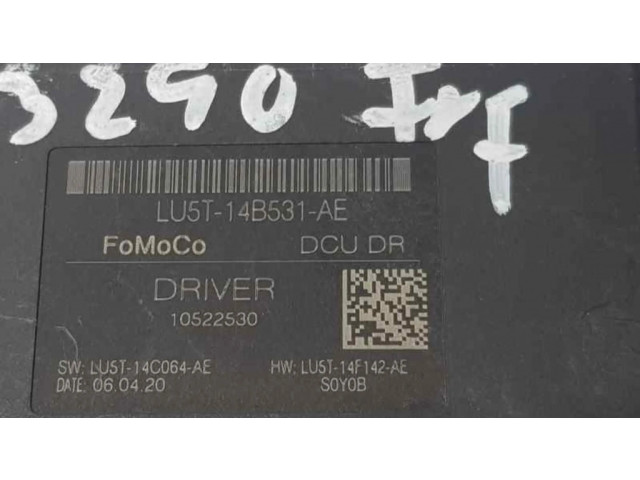 3290 Fr F
LU5T-14B531-AE
FoMoCo DCU DR
DRIVER
10522530
SW: LU5T-14C064-AE HW: LU5T-14F142-AE
DATE: 06.04.20 S0Y0B